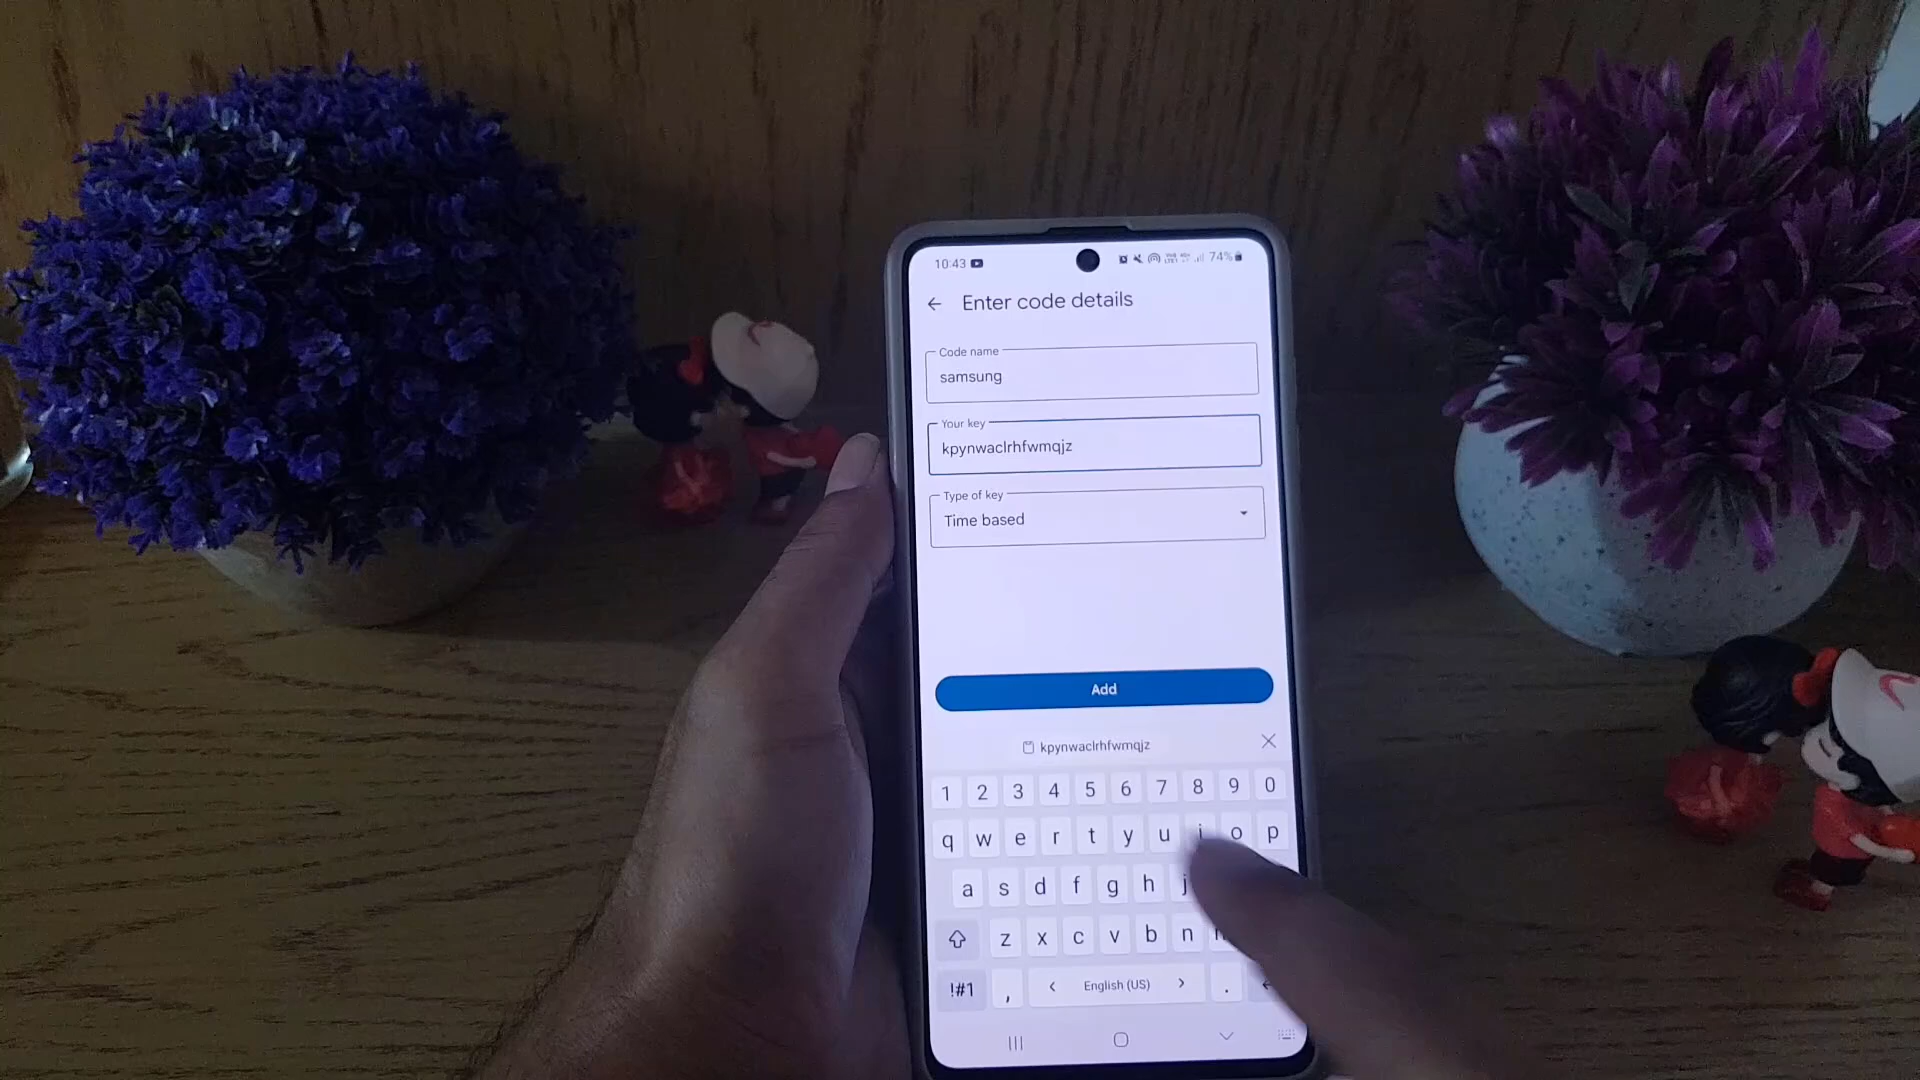 10:43 74%
Enter code details
Code name
samsung
Your key
kpynwaclrhfwmqjz
Type of key
Time based
Add
kpynwaclrhfwmqjz
1 2 3 4 5 6 7 8 9 0
q w e r t y u i o p
a s d f g h j
z x c v b n
!#1 , < English (US) > .